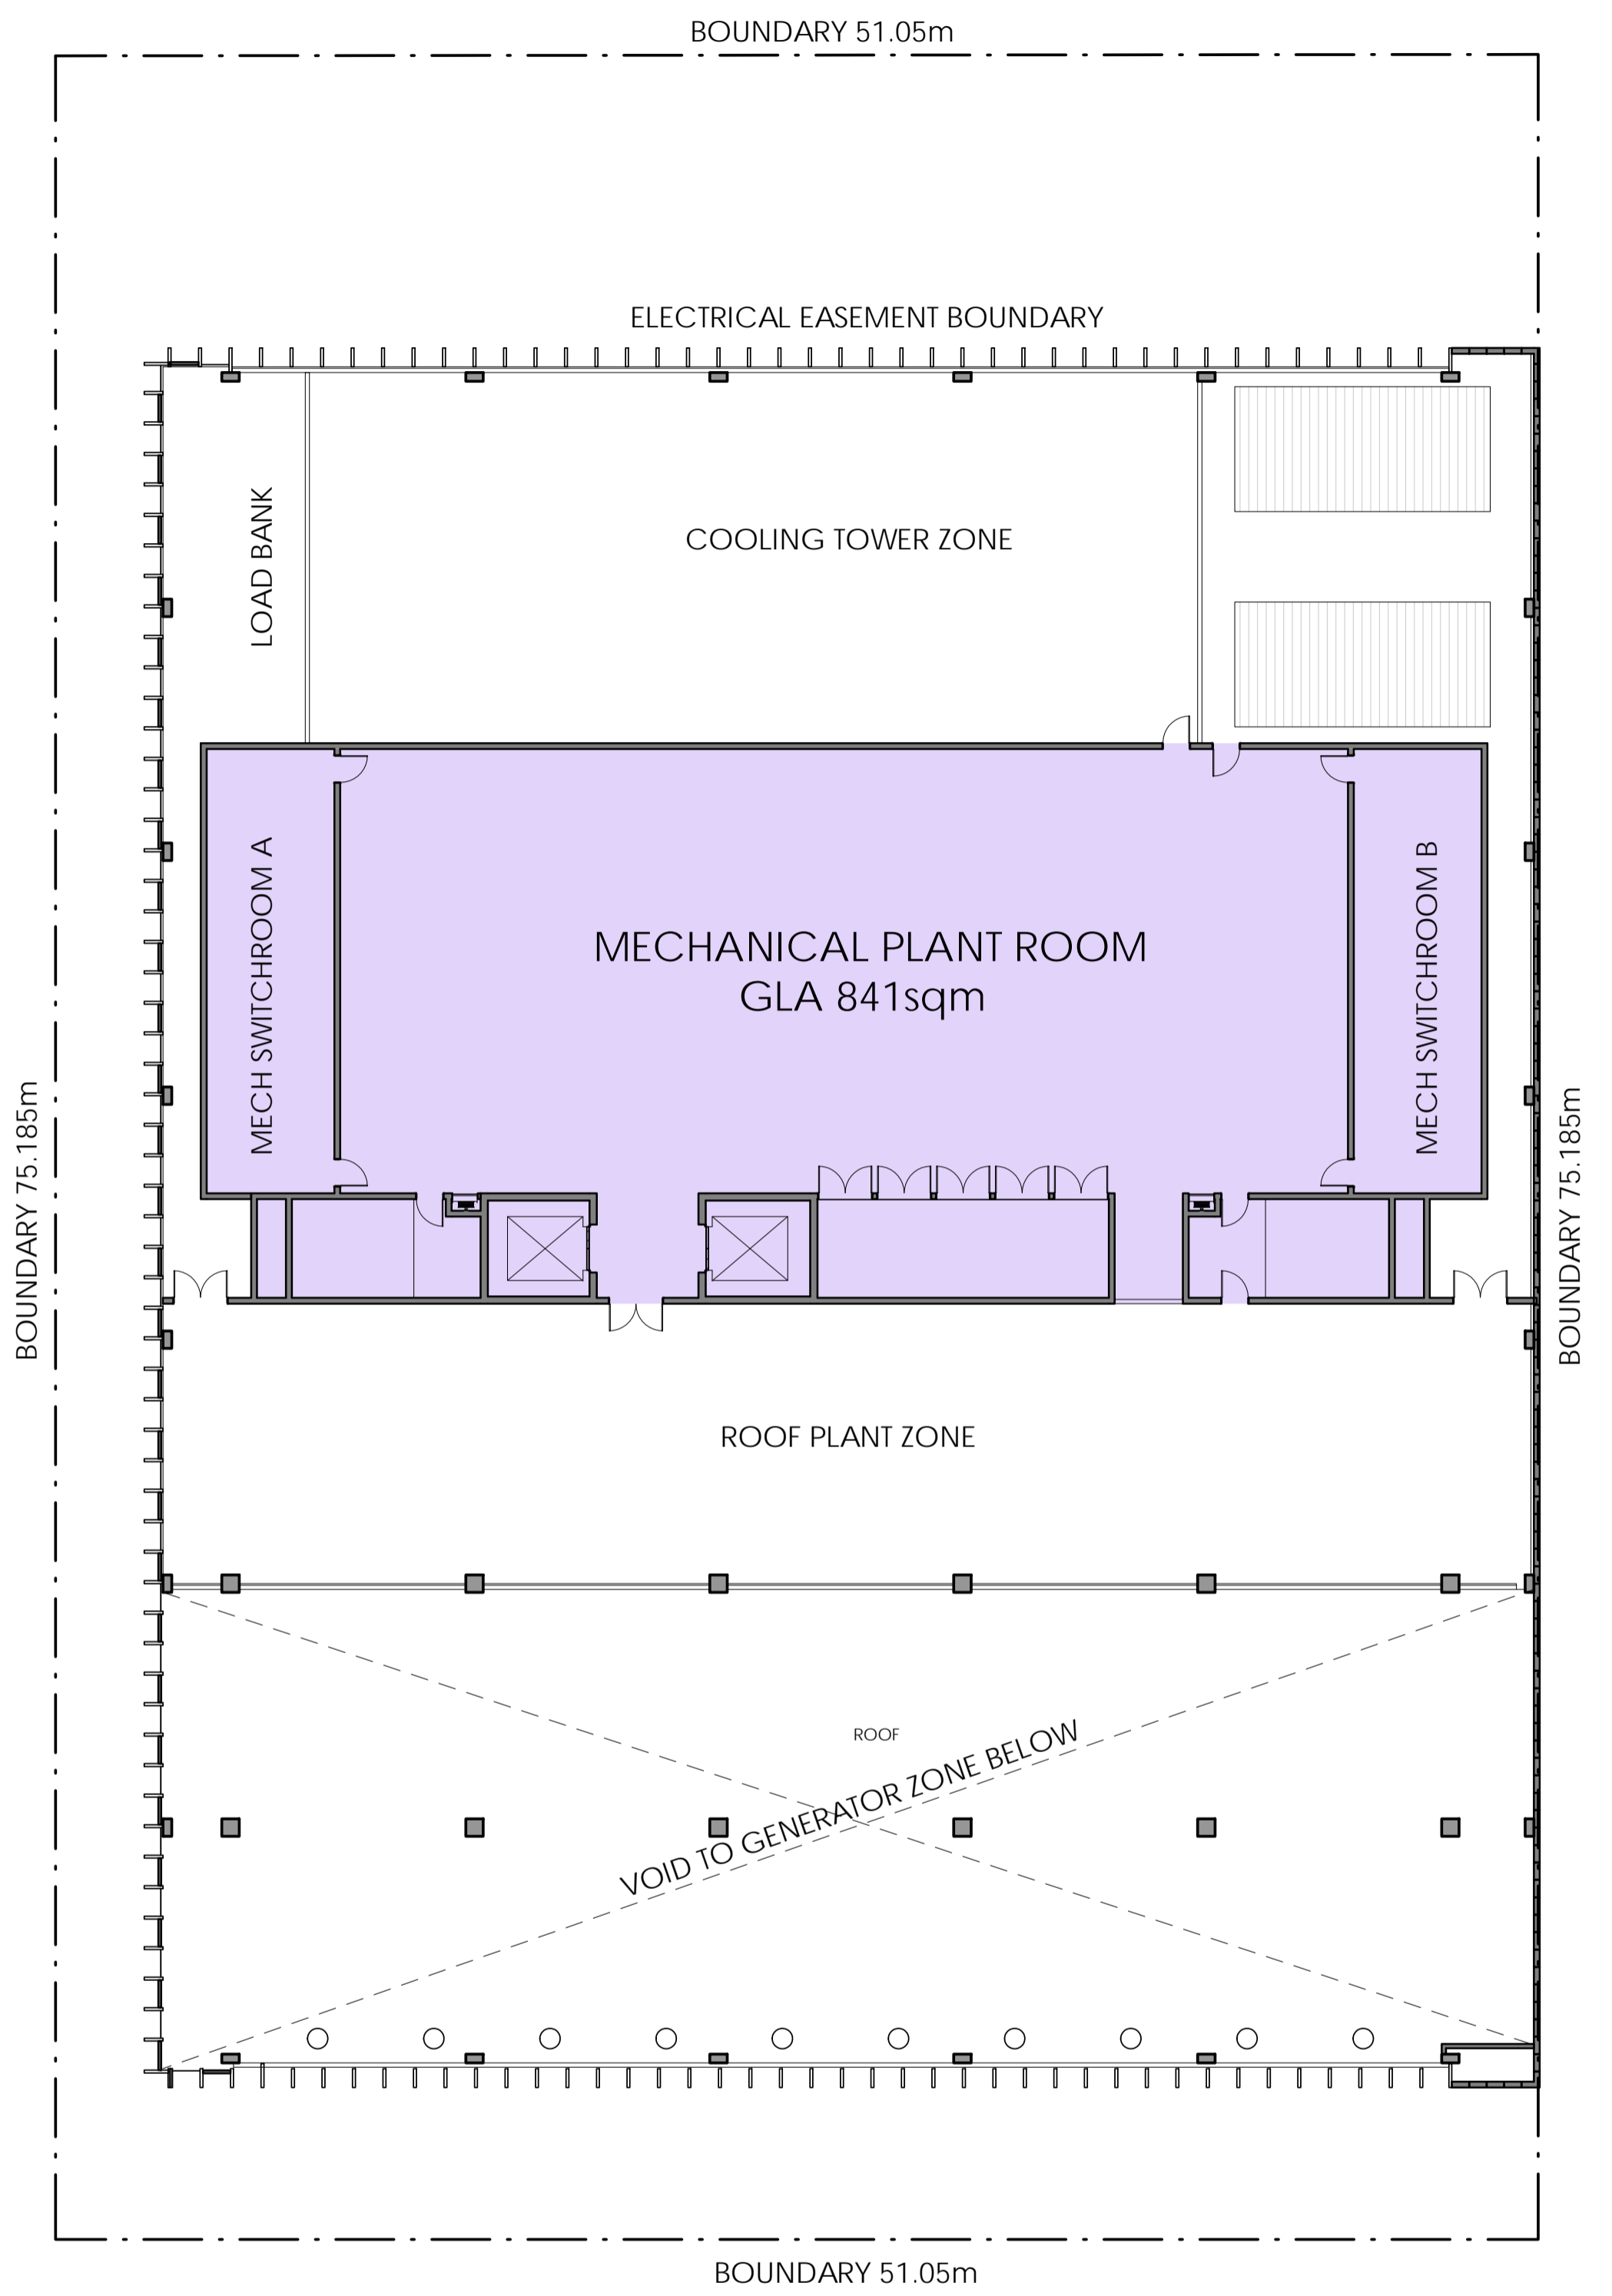 BOUNDARY 51.05m
ELECTRICAL EASEMENT BOUNDARY
LOAD BANK
COOLING TOWER ZONE
MECH SWITCHROOM A
MECHANICAL PLANT ROOM
GLA 841sqm
MECH SWITCHROOM B
BOUNDARY 75.185m
BOUNDARY 75.185m
ROOF PLANT ZONE
ROOF
VOID TO GENERATOR ZONE BELOW
BOUNDARY 51.05m